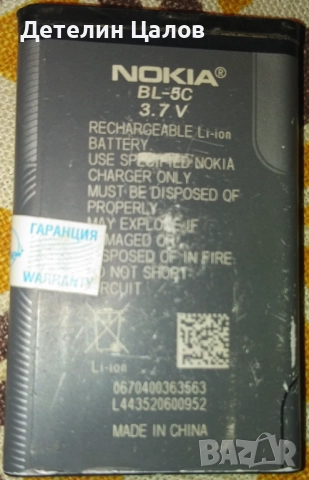 Детелин Цалов
NOKIA®
BL-5C
3.7 V
RECHARGEABLE Li-ion
BATTERY.
USE SPECIFIED NOKIA
CHARGER ONLY.
MUST BE DISPOSED OF
PROPERLY.
MAY EXPLODE IF
DAMAGED OR
DISPOSED OF IN FIRE.
DO NOT SHORT
CIRCUIT.
ГАРАНЦИЯ
WARRANTY
Li-ion
0670400363563
L443520600952
MADE IN CHINA
BAZAR
bg